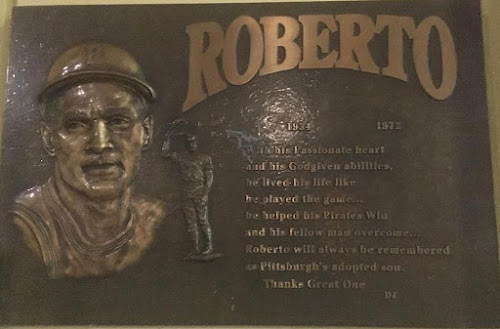 ROBERTO
1934 1972
With his Passionate heart
and his Godgiven abilities,
he lived his life like
he played the game...
he helped his Pirates Win
and his fellow man overcome...
Roberto will always be remembered
as Pittsburgh's adopted son.
Thanks Great One